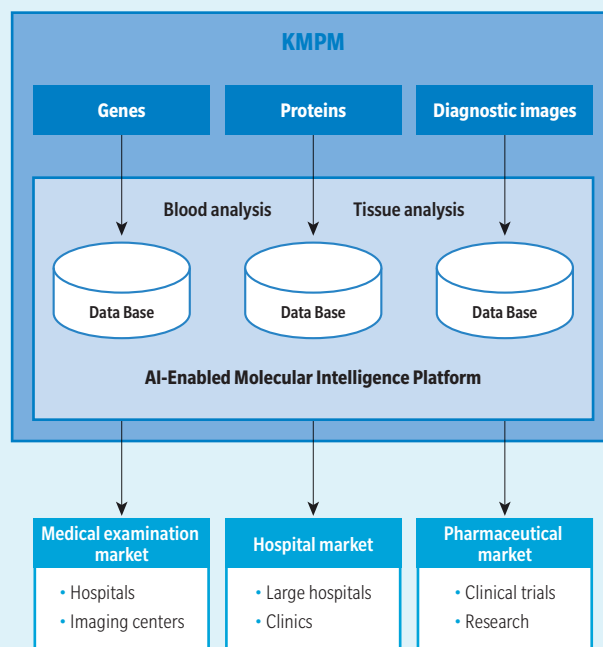 KMPM
Genes
Proteins
Diagnostic images
Blood analysis
Tissue analysis
Data Base
Data Base
Data Base
AI-Enabled Molecular Intelligence Platform
Medical examination
market
• Hospitals
• Imaging centers
Hospital market
• Large hospitals
• Clinics
Pharmaceutical
market
• Clinical trials
• Research